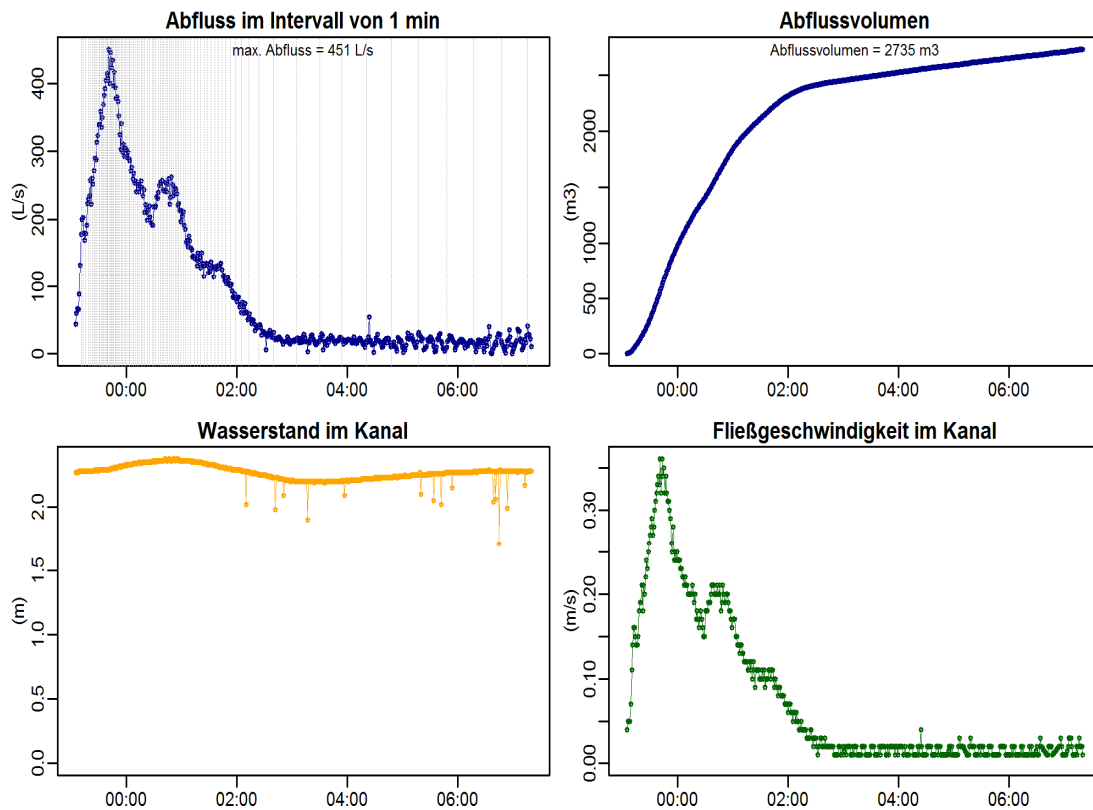 Abfluss im Intervall von 1 min
max. Abfluss = 451 L/s
(L/s)
0 100 200 300 400
00:00 02:00 04:00 06:00
Abflussvolumen
Abflussvolumen = 2735 m3
(m3)
0 500 1000 2000
00:00 02:00 04:00 06:00
Wasserstand im Kanal
(m)
0.0 0.5 1.0 1.5 2.0
00:00 02:00 04:00 06:00
Fließgeschwindigkeit im Kanal
(m/s)
0.00 0.10 0.20 0.30
00:00 02:00 04:00 06:00